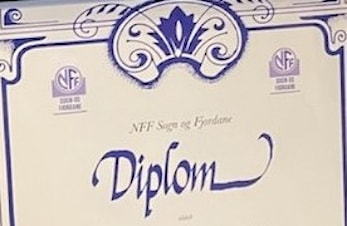 NFF
SOGN OG
FJORDANE
NFF
SOGN OG
FJORDANE
NFF Sogn og Fjordane
Diplom